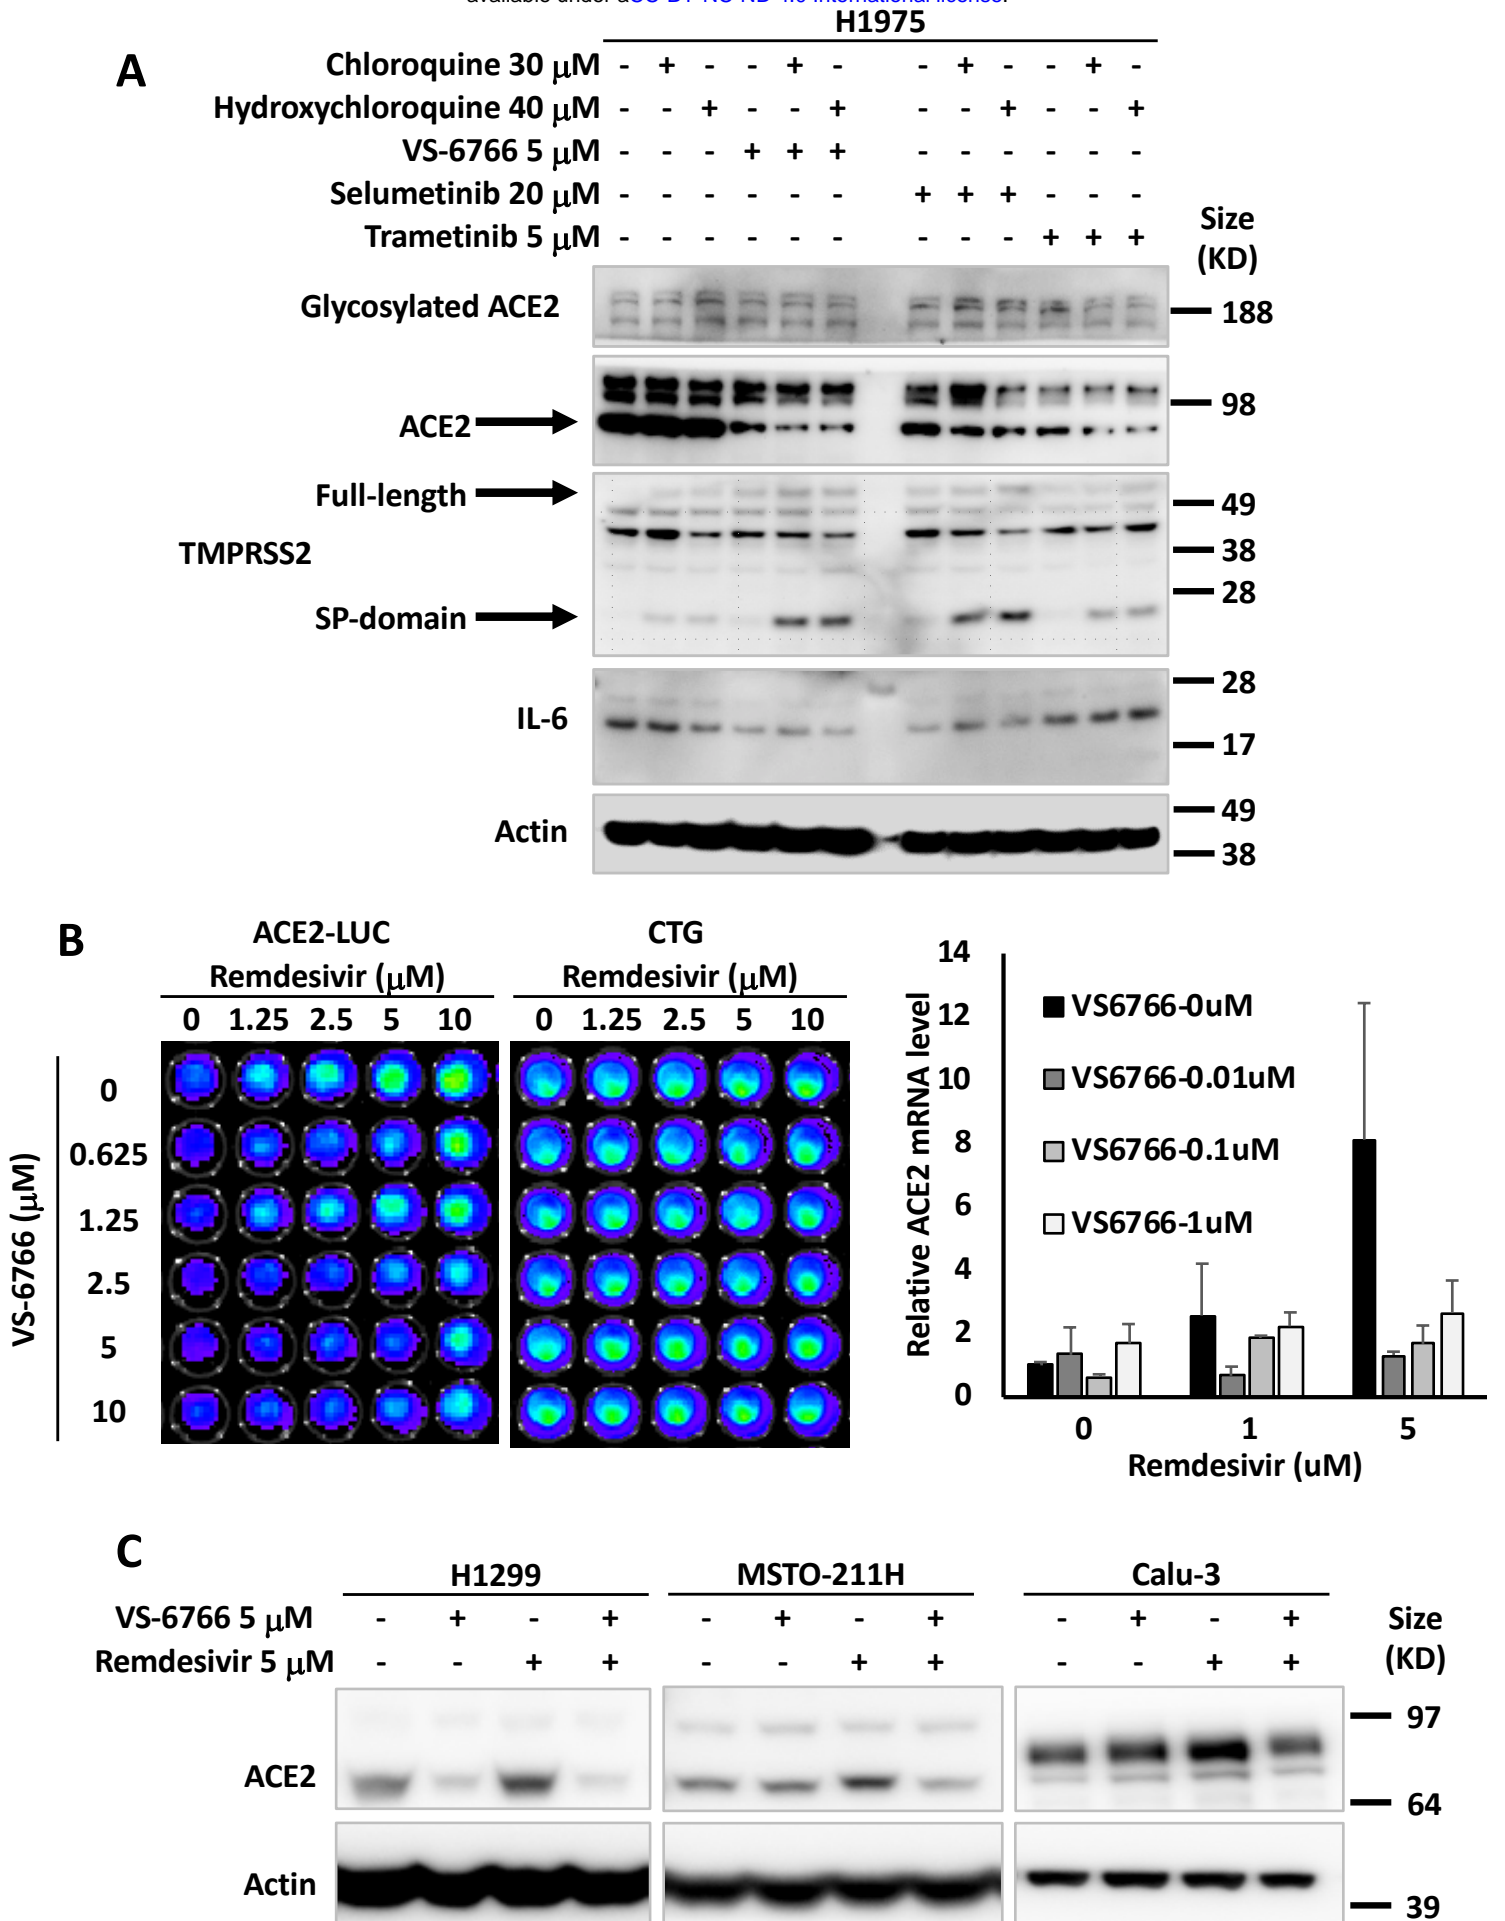 H1975
A
Chloroquine 30 μM - + - - + - - + - - + -
Hydroxychloroquine 40 μM - - + - - + - - + - - +
VS-6766 5 μM - - - + + + - - - - - -
Selumetinib 20 μM - - - - - - + + + - - -
Trametinib 5 μM - - - - - - - - - + + +
Size
(KD)
Glycosylated ACE2
188
98
ACE2
Full-length
49
TMPRSS2
38
28
SP-domain
28
IL-6
17
49
Actin
38
B
ACE2-LUC
Remdesivir (μM)
0 1.25 2.5 5 10
CTG
Remdesivir (μM)
0 1.25 2.5 5 10
VS-6766 (μM)
0
0.625
1.25
2.5
5
10
Relative ACE2 mRNA level
14
12
10
8
6
4
2
0
VS6766-0uM
VS6766-0.01uM
VS6766-0.1uM
VS6766-1uM
0 1 5
Remdesivir (uM)
C
H1299 MSTO-211H Calu-3
VS-6766 5 μM - + - + - + - + - + - +
Remdesivir 5 μM - - + + - - + + - - + +
Size
(KD)
97
ACE2
64
Actin
39